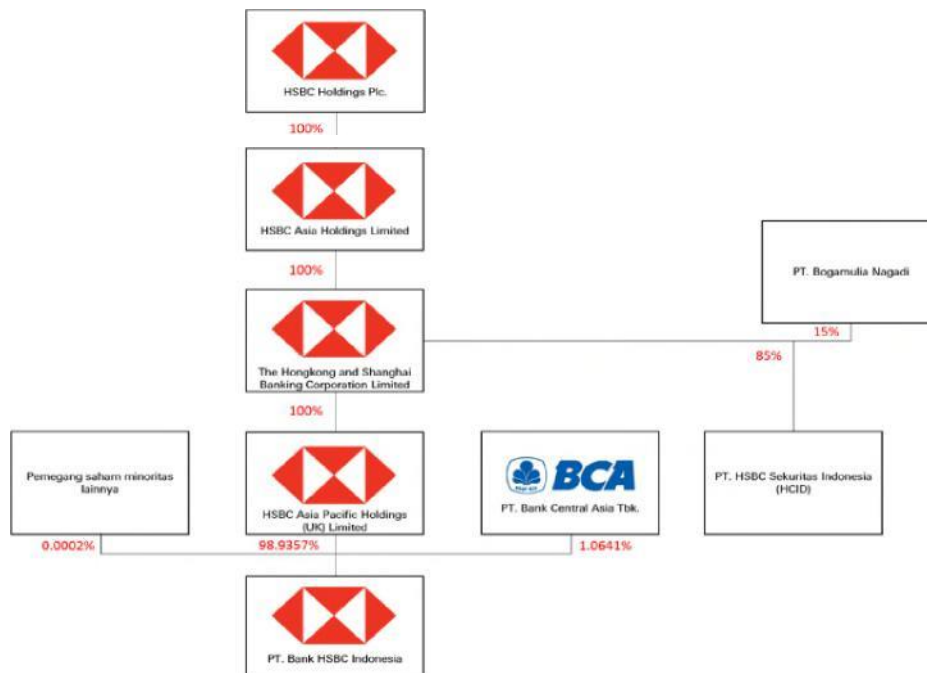 HSBC Holdings Plc.
100%
HSBC Asia Holdings Limited
100%
PT. Bogamulia Nagadi
15%
85%
The Hongkong and Shanghai
Banking Corporation Limited
100%
Pemegang saham minoritas
lainnya
HSBC Asia Pacific Holdings
(UK) Limited
BCA
PT. Bank Central Asia Tbk.
PT. HSBC Sekuritas Indonesia
(HCID)
0.0002%
98.9357%
1.0641%
PT. Bank HSBC Indonesia